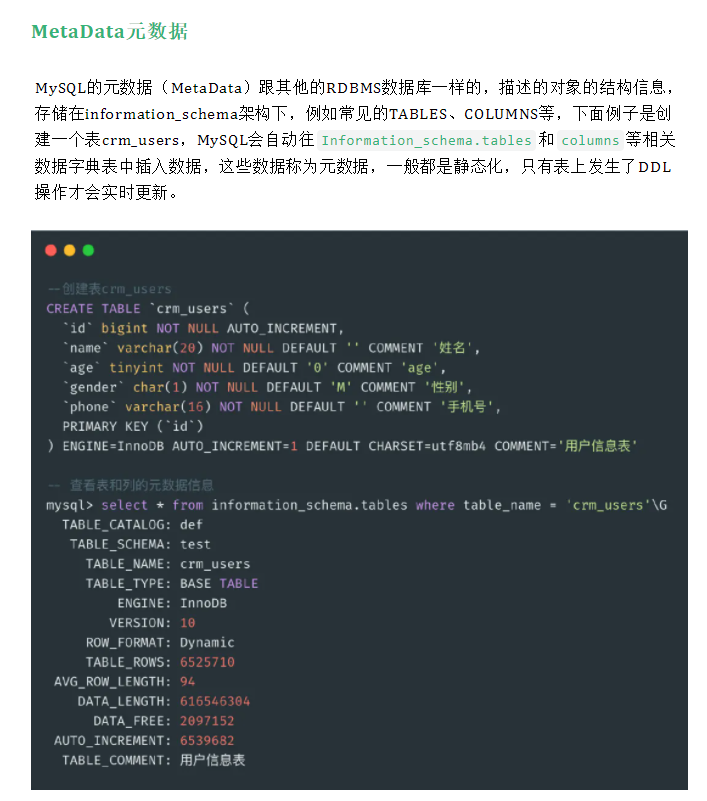 MetaData元数据
MySQL的元数据（MetaData）跟其他的RDBMS数据库一样的，描述的对象的结构信息，
存储在information_schema架构下，例如常见的TABLES、COLUMNS等，下面例子是创
建一个表crm_users，MySQL会自动往 Information_schema.tables 和 columns 等相关
数据字典表中插入数据，这些数据称为元数据，一般都是静态化，只有表上发生了DDL
操作才会实时更新。
--创建表crm_users
CREATE TABLE `crm_users` (
  `id` bigint NOT NULL AUTO_INCREMENT,
  `name` varchar(20) NOT NULL DEFAULT '' COMMENT '姓名',
  `age` tinyint NOT NULL DEFAULT '0' COMMENT 'age',
  `gender` char(1) NOT NULL DEFAULT 'M' COMMENT '性别',
  `phone` varchar(16) NOT NULL DEFAULT '' COMMENT '手机号',
  PRIMARY KEY (`id`)
) ENGINE=InnoDB AUTO_INCREMENT=1 DEFAULT CHARSET=utf8mb4 COMMENT='用户信息表'
-- 查看表和列的元数据信息
mysql> select * from information_schema.tables where table_name = 'crm_users'\G
  TABLE_CATALOG: def
   TABLE_SCHEMA: test
     TABLE_NAME: crm_users
     TABLE_TYPE: BASE TABLE
         ENGINE: InnoDB
        VERSION: 10
     ROW_FORMAT: Dynamic
     TABLE_ROWS: 6525710
 AVG_ROW_LENGTH: 94
    DATA_LENGTH: 616546304
      DATA_FREE: 2097152
 AUTO_INCREMENT: 6539682
  TABLE_COMMENT: 用户信息表